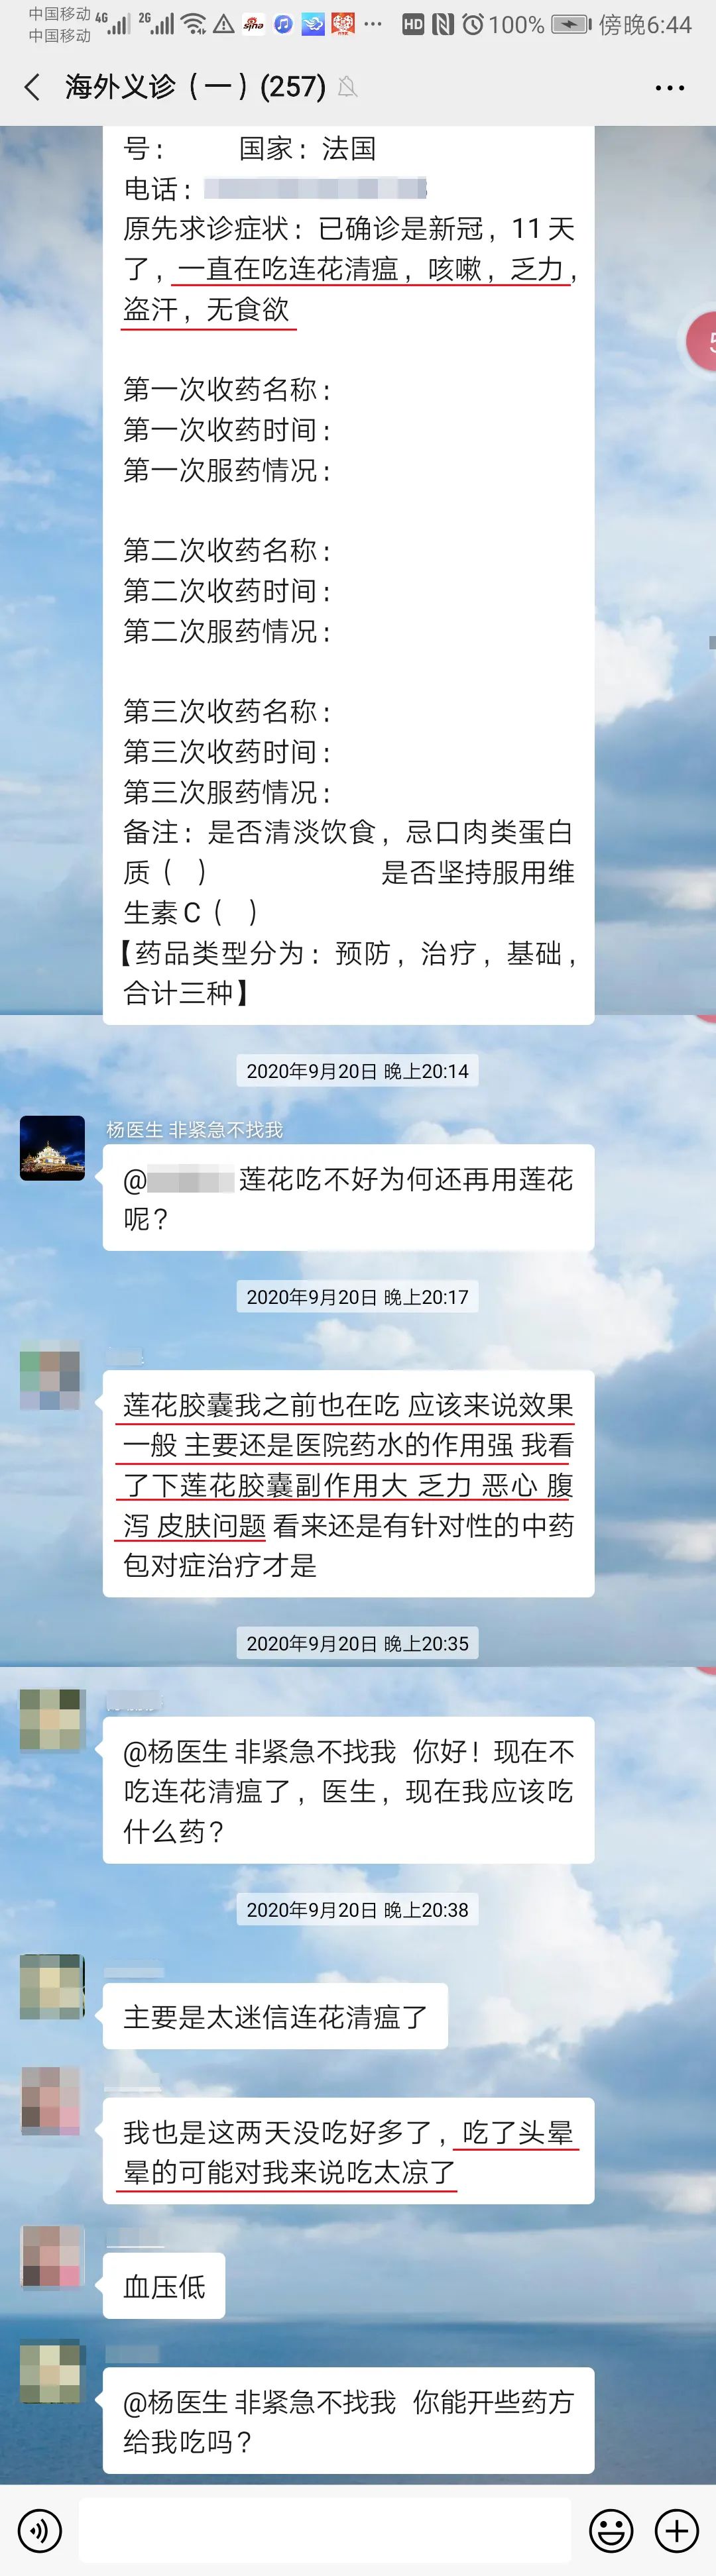 中国移动
中国移动
4G
2G
sina
HD
100%
傍晚6:44
海外义诊（一）(257)
号： 国家：法国
电话：
原先求诊症状：已确诊是新冠，11天
了，一直在吃连花清瘟，咳嗽，乏力，
盗汗，无食欲
5
第一次收药名称：
第一次收药时间：
第一次服药情况：
第二次收药名称：
第二次收药时间：
第二次服药情况：
第三次收药名称：
第三次收药时间：
第三次服药情况：
备注：是否清淡饮食，忌口肉类蛋白
质（ ） 是否坚持服用维
生素C（ ）
【药品类型分为：预防，治疗，基础，
合计三种】
2020年9月20日 晚上20:14
杨医生 非紧急不找我
@ 莲花吃不好为何还再用莲花
呢？
2020年9月20日 晚上20:17
莲花胶囊我之前也在吃 应该来说效果
一般 主要还是医院药水的作用强 我看
了下莲花胶囊副作用大 乏力 恶心 腹
泻 皮肤问题 看来还是有针对性的中药
包对症治疗才是
2020年9月20日 晚上20:35
@杨医生 非紧急不找我 你好！现在不
吃连花清瘟了，医生，现在我应该吃
什么药？
2020年9月20日 晚上20:38
主要是太迷信连花清瘟了
我也是这两天没吃好多了，吃了头晕
晕的可能对我来说吃太凉了
血压低
@杨医生 非紧急不找我 你能开些药方
给我吃吗？